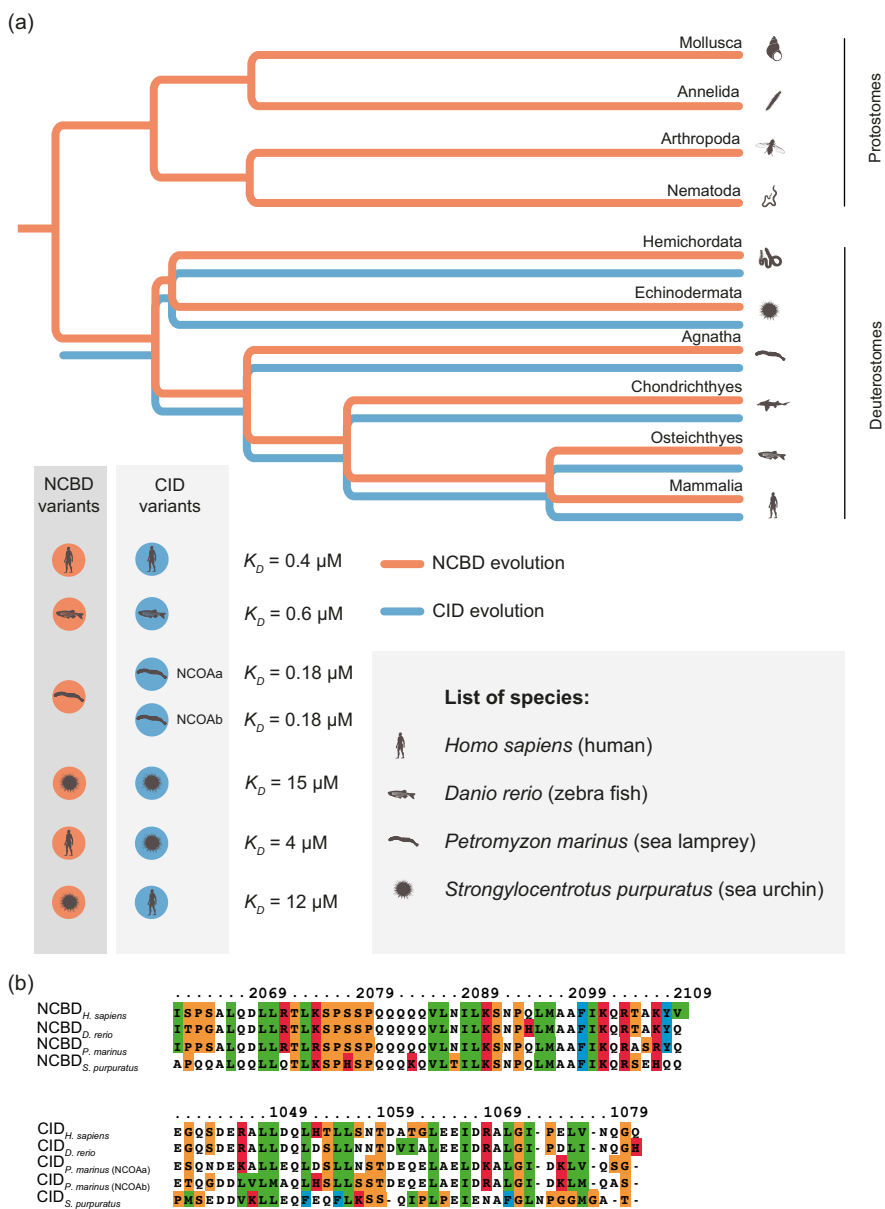 (a)
Mollusca
Annelida
Arthropoda
Nematoda
Protostomes
Hemichordata
Echinodermata
Agnatha
Chondrichthyes
Osteichthyes
Mammalia
Deuterostomes
NCBD variants
CID variants
K_D = 0.4 µM
K_D = 0.6 µM
NCOAa K_D = 0.18 µM
NCOAb K_D = 0.18 µM
K_D = 15 µM
K_D = 4 µM
K_D = 12 µM
NCBD evolution
CID evolution
List of species:
Homo sapiens (human)
Danio rerio (zebra fish)
Petromyzon marinus (sea lamprey)
Strongylocentrotus purpuratus (sea urchin)
(b)
.......2069......2079......2089......2099......2109
NCBD H. sapiens ISPSALQDLLRTLKSPSSPQQQQQVLNILKSNPQLMAAFIKQRTAKYV
NCBD D. rerio ITPGALQDLLRTLKSPSSPQQQQQVLNILKSNPHLMAAFIKQRTAKYQ
NCBD P. marinus IPPSALQDLLRTLRSPSSPQQQQQVLNILKSNPQLMAAFIKQRASRYQ
NCBD S. purpuratus APQQALQQLLQTLKSPHSPQQQKQVLTILKSNPQLMAAFIKQRSEHQQ
.........1049......1059......1069......1079
CID H. sapiens EGQSDERALLDQLHTLLSNTDATGLEEIDRALGI-PELV-NQGQ
CID D. rerio EGQSDERALLDQLDSLLNNTDVIALEEIDRALGI-PDLI-NQGH
CID P. marinus (NCOAa) ESQNDEKALLEQLDSLLNSTDEQELAELDKALGI-DKLV-QSG-
CID P. marinus (NCOAb) ETQGDDLVLMAQLHSLLSSTDEQELAEIDRALGI-DKLM-QAS-
CID S. purpuratus PMSEDDVKLLEQFEQFLKSS-QIPLPEIENAFGLNPGGMGA-T-